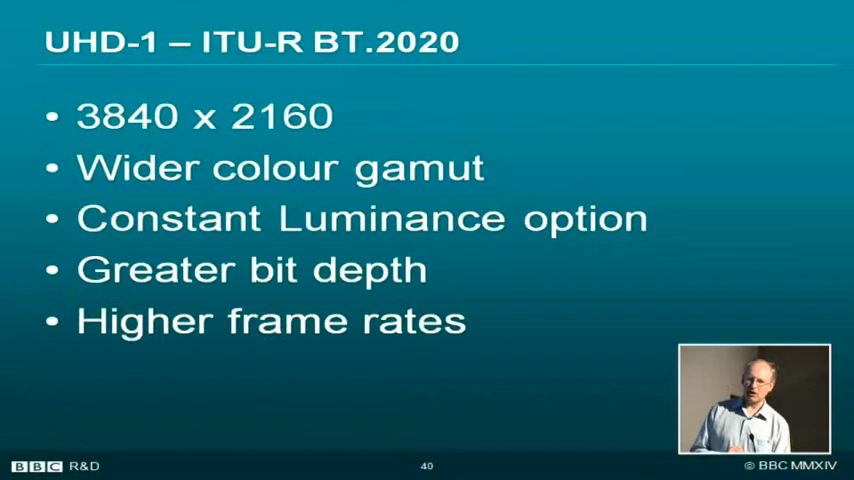 UHD-1 – ITU-R BT.2020
• 3840 x 2160
• Wider colour gamut
• Constant Luminance option
• Greater bit depth
• Higher frame rates
BBC R&D
40
© BBC MMXIV